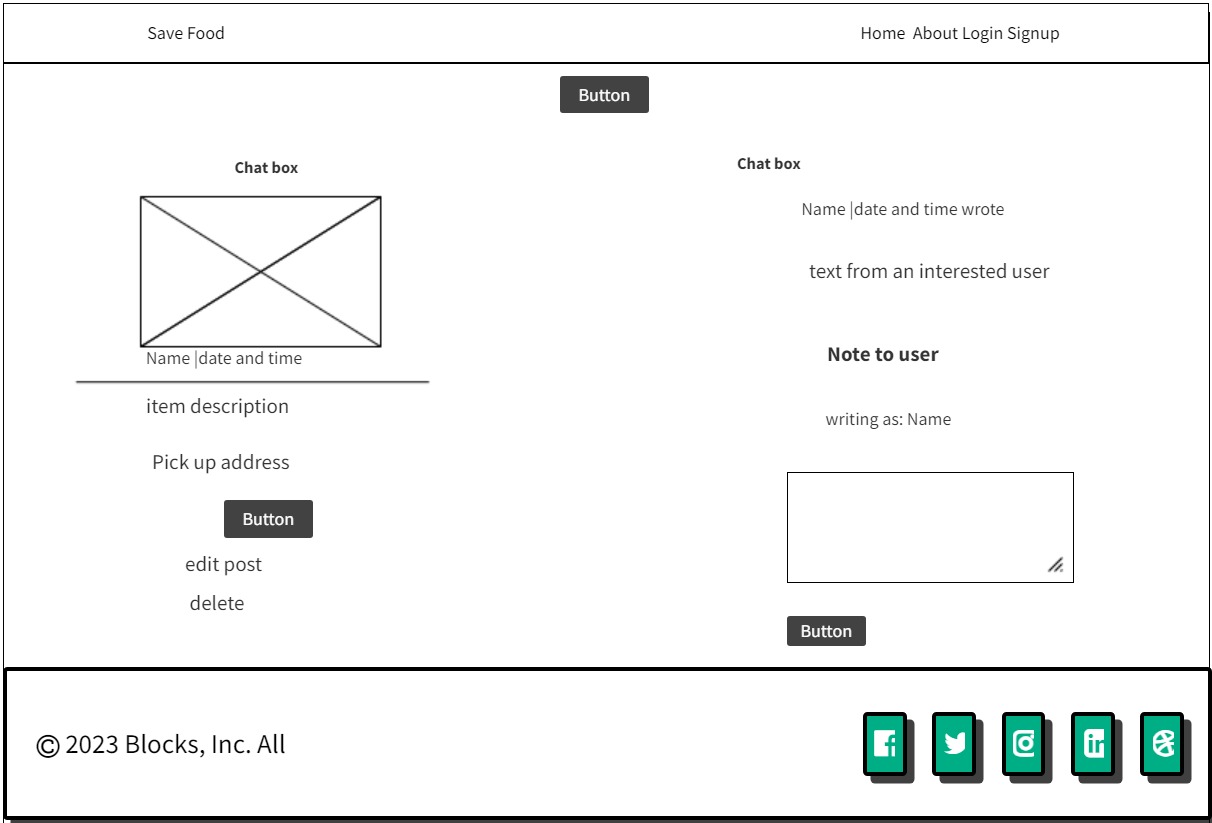 Save Food
Home About Login Signup
Button
Chat box
Name |date and time
item description
Pick up address
Button
edit post
delete
Chat box
Name |date and time wrote
text from an interested user
Note to user
writing as: Name
Button
© 2023 Blocks, Inc. All